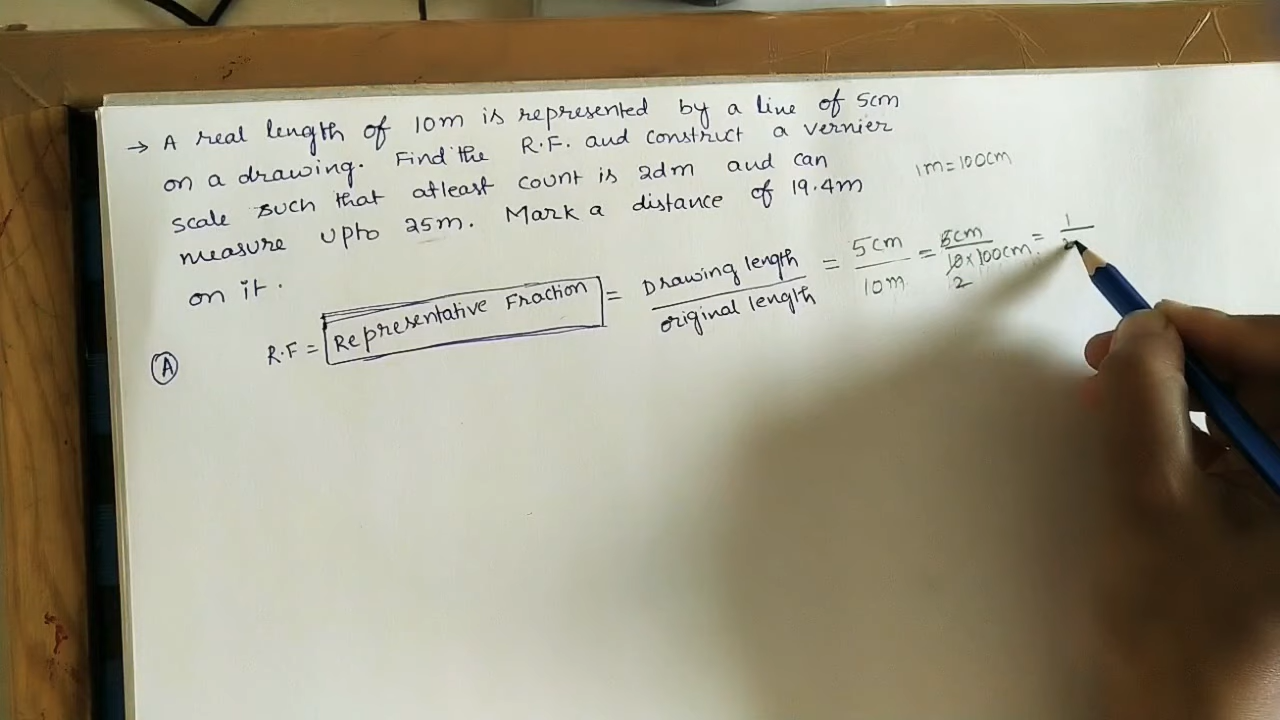 → A real length of 10m is represented by a line of 5cm
on a drawing. Find the R.F. and construct a vernier
scale such that atleast count is 2dm and can
measure upto 25m. Mark a distance of 19.4m
on it.
1m=100cm
Ⓐ R.F = Representative Fraction = Drawing length / original length = 5cm / 10m = 5cm / 10×100cm = 1 /
2